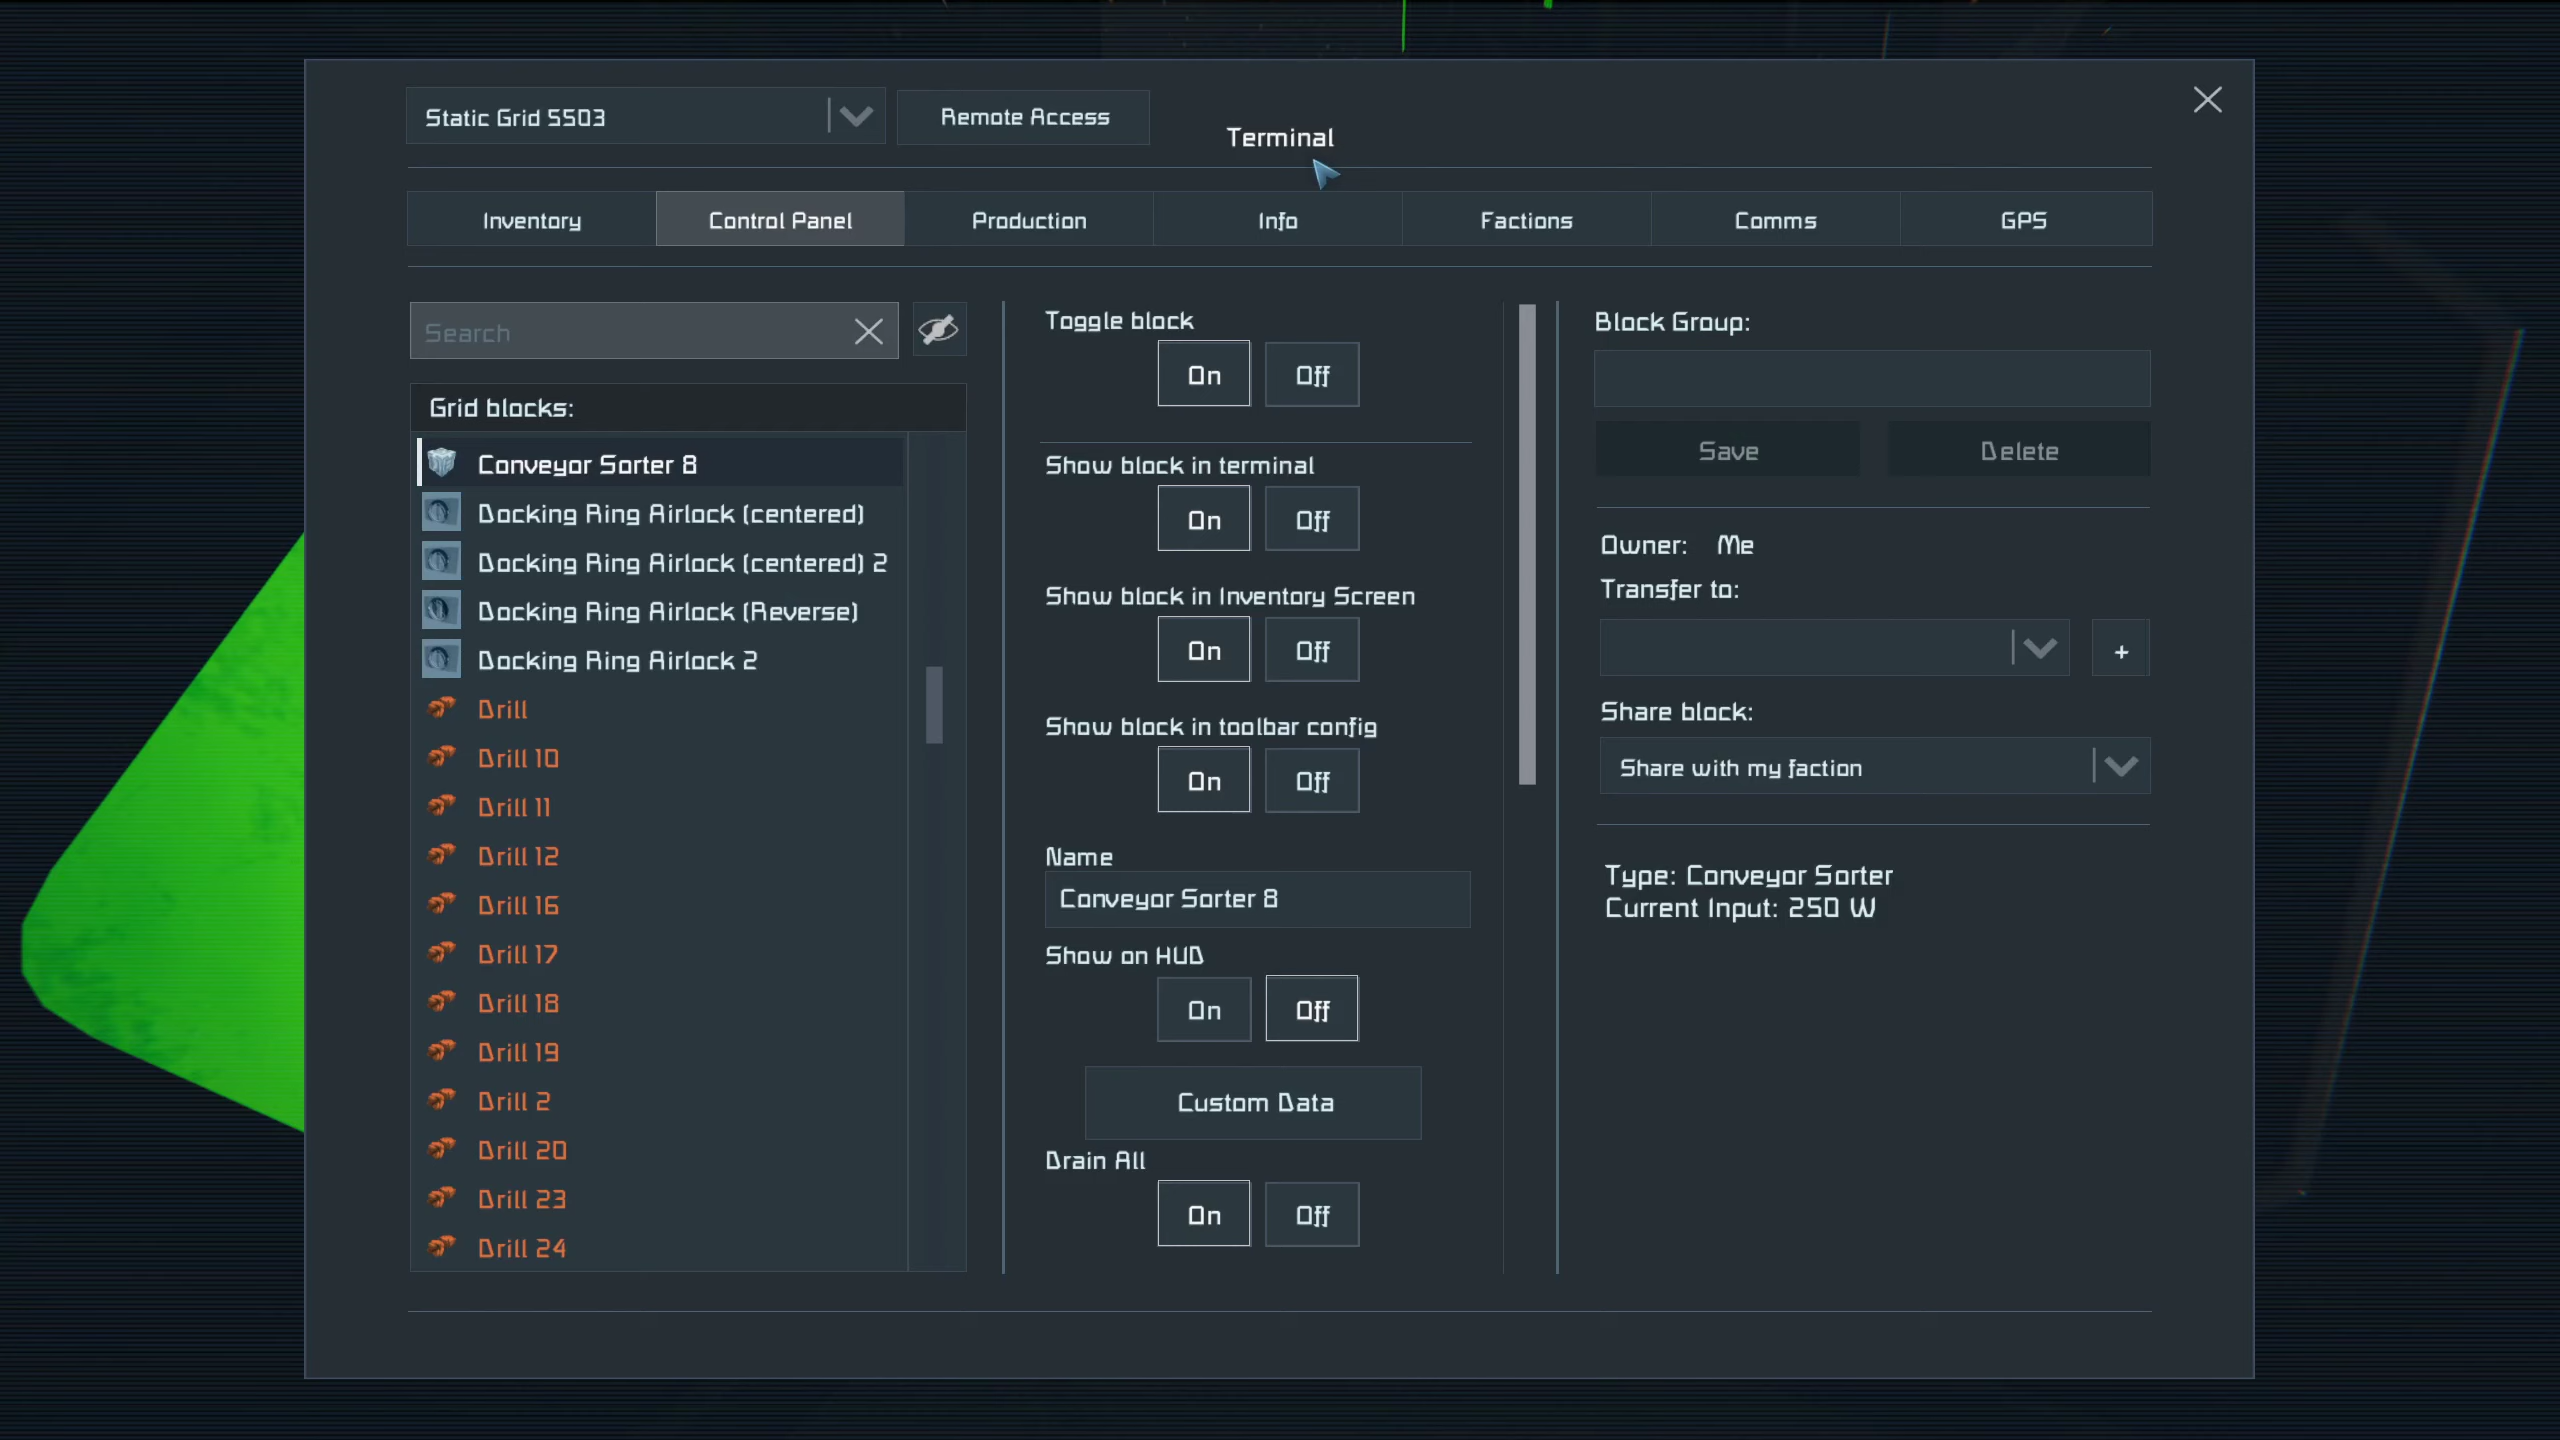 Static Grid 5503
Remote Access
Terminal
Inventory
Control Panel
Production
Info
Factions
Comms
GPS
Search
Grid blocks:
Conveyor Sorter 8
Docking Ring Airlock (centered)
Docking Ring Airlock (centered) 2
Docking Ring Airlock (Reverse)
Docking Ring Airlock 2
Drill
Drill 10
Drill 11
Drill 12
Drill 16
Drill 17
Drill 18
Drill 19
Drill 2
Drill 20
Drill 23
Drill 24
Toggle block
On Off
Show block in terminal
On Off
Show block in Inventory Screen
On Off
Show block in toolbar config
On Off
Name
Conveyor Sorter 8
Show on HUD
On Off
Custom Data
Drain All
On Off
Block Group:
Save
Delete
Owner: Me
Transfer to:
+
Share block:
Share with my faction
Type: Conveyor Sorter
Current Input: 250 W